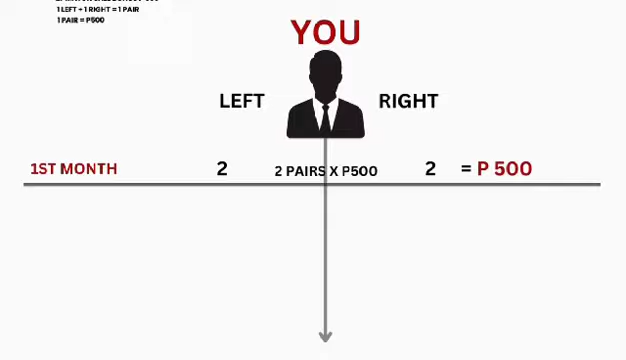 1 LEFT + 1 RIGHT = 1 PAIR
1 PAIR = P500
YOU
LEFT RIGHT
1ST MONTH 2 2 PAIRS X P500 2 = P 500